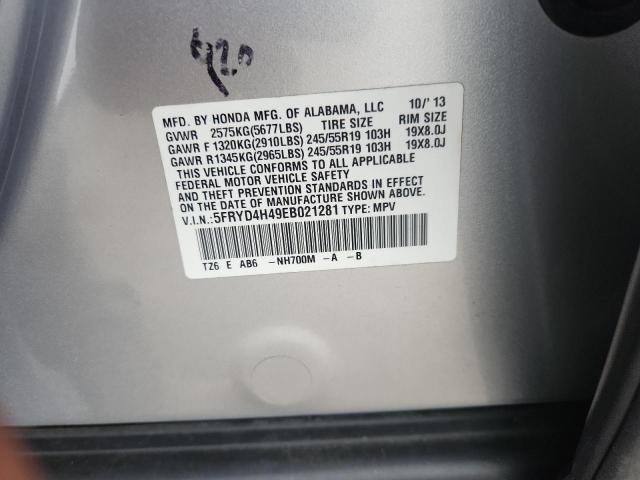 920
MFD. BY HONDA MFG. OF ALABAMA, LLC 10/'13
GVWR 2575KG(5677LBS) TIRE SIZE RIM SIZE
GAWR F 1320KG(2910LBS) 245/55R19 103H 19X8.0J
GAWR R 1345KG(2965LBS) 245/55R19 103H 19X8.0J
THIS VEHICLE CONFORMS TO ALL APPLICABLE
FEDERAL MOTOR VEHICLE SAFETY
AND THEFT PREVENTION STANDARDS IN EFFECT
ON THE DATE OF MANUFACTURE SHOWN ABOVE.
V.I.N.: 5FRYD4H49EB021281 TYPE: MPV
TZ6 E AB6 -NH700M -A -B